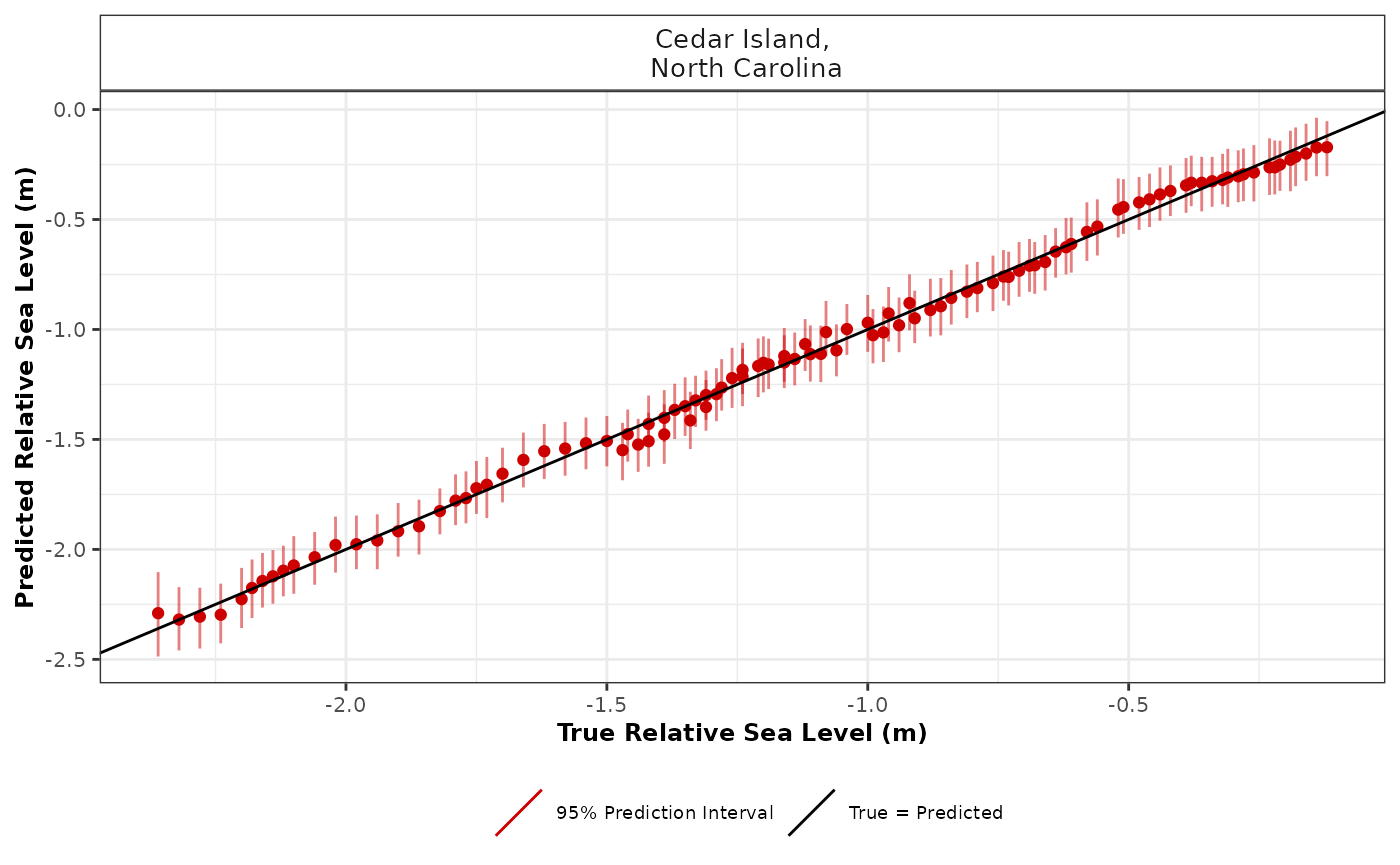 Cedar Island,
North Carolina
Predicted Relative Sea Level (m)
0.0
-0.5
-1.0
-1.5
-2.0
-2.5
-2.0
-1.5
-1.0
-0.5
True Relative Sea Level (m)
95% Prediction Interval
True = Predicted